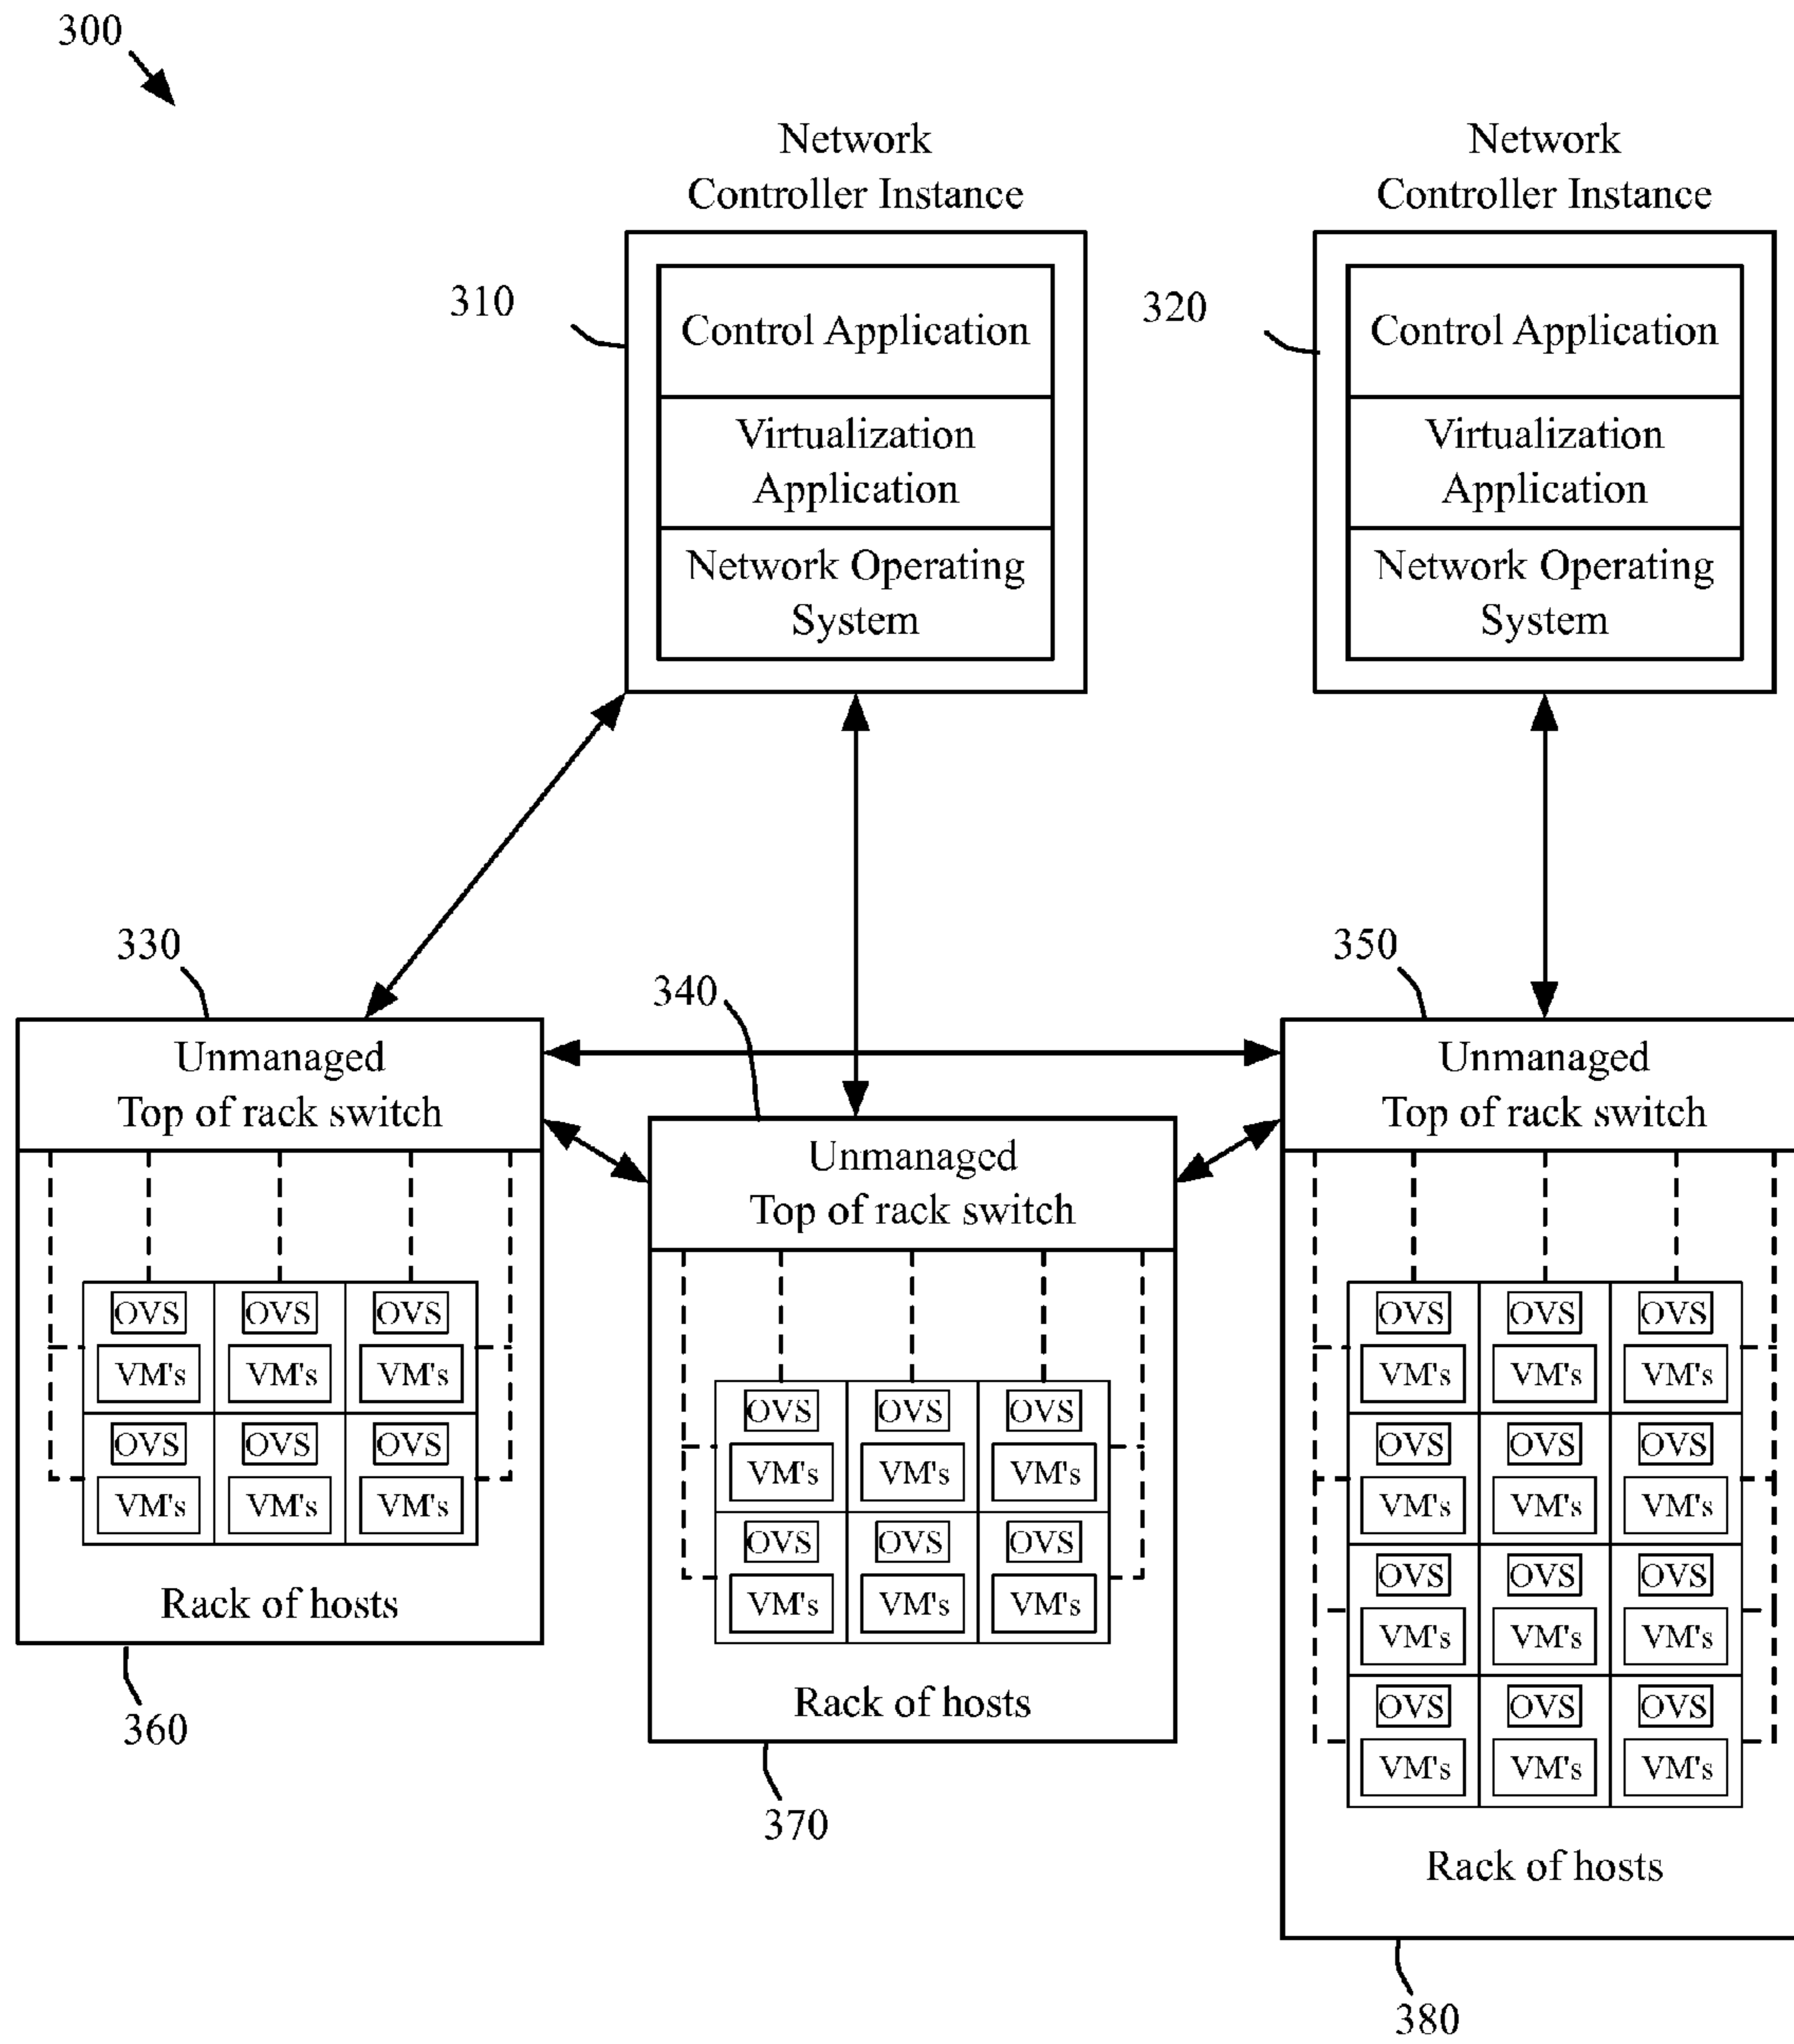 300
Network
Controller Instance
Network
Controller Instance
310
Control Application
Virtualization
Application
Network Operating
System
320
Control Application
Virtualization
Application
Network Operating
System
330
Unmanaged
Top of rack switch
340
Unmanaged
Top of rack switch
350
Unmanaged
Top of rack switch
OVS OVS OVS
VM's VM's VM's
OVS OVS OVS
VM's VM's VM's
Rack of hosts
360
OVS OVS OVS
VM's VM's VM's
OVS OVS OVS
VM's VM's VM's
Rack of hosts
370
OVS OVS OVS
VM's VM's VM's
OVS OVS OVS
VM's VM's VM's
OVS OVS OVS
VM's VM's VM's
OVS OVS OVS
VM's VM's VM's
Rack of hosts
380